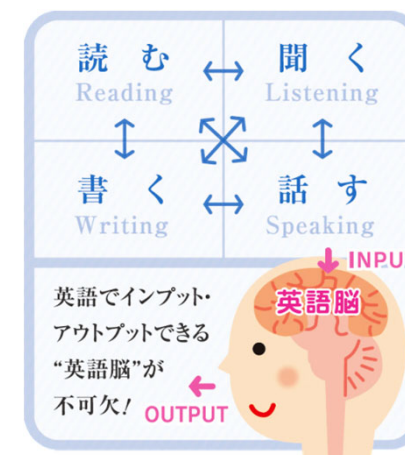 読む
Reading
聞く
Listening
書く
Writing
話す
Speaking
INPU
英語脳
英語でインプット・
アウトプットできる
“英語脳”が
不可欠!
OUTPUT